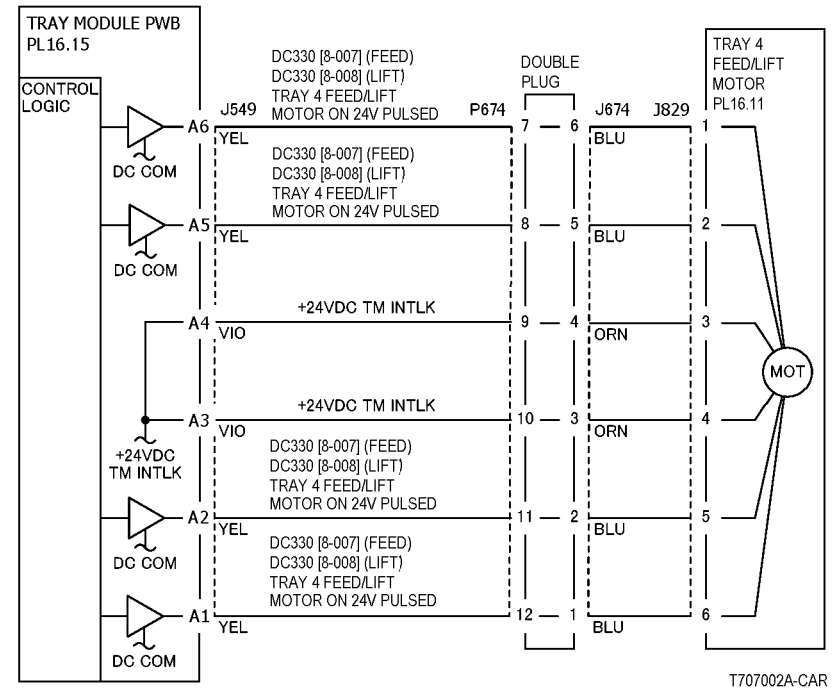 TRAY MODULE PWB
PL16.15
CONTROL
LOGIC
TRAY 4
FEED/LIFT
MOTOR
PL16.11
DOUBLE
PLUG
J549
P674
J674
J829
DC330 [8-007] (FEED)
DC330 [8-008] (LIFT)
TRAY 4 FEED/LIFT
MOTOR ON 24V PULSED
A6
YEL
7
6
BLU
1
DC COM
DC330 [8-007] (FEED)
DC330 [8-008] (LIFT)
TRAY 4 FEED/LIFT
MOTOR ON 24V PULSED
A5
YEL
8
5
BLU
2
DC COM
+24VDC TM INTLK
A4
VIO
9
4
ORN
3
MOT
+24VDC TM INTLK
A3
VIO
10
3
ORN
4
+24VDC
TM INTLK
DC330 [8-007] (FEED)
DC330 [8-008] (LIFT)
TRAY 4 FEED/LIFT
MOTOR ON 24V PULSED
A2
YEL
11
2
BLU
5
DC COM
DC330 [8-007] (FEED)
DC330 [8-008] (LIFT)
TRAY 4 FEED/LIFT
MOTOR ON 24V PULSED
A1
YEL
12
1
BLU
6
DC COM
T707002A-CAR